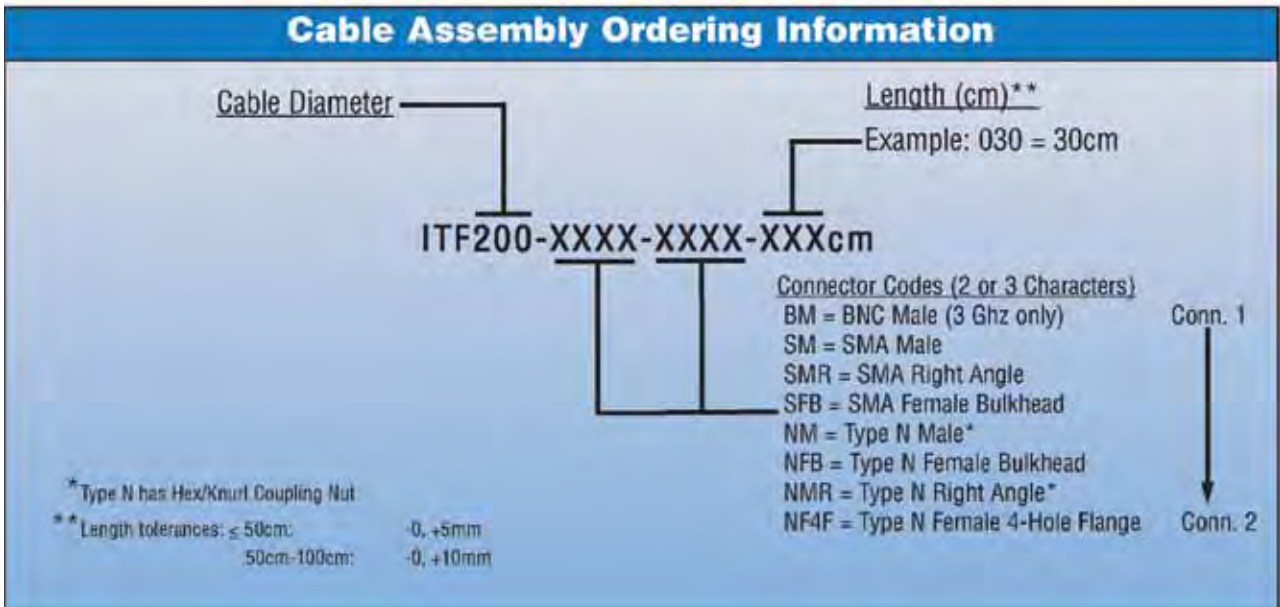 Cable Assembly Ordering Information
Cable Diameter
Length (cm)**
Example: 030 = 30cm
ITF200-XXXX-XXXX-XXXcm
Connector Codes (2 or 3 Characters)
BM = BNC Male (3 Ghz only) Conn. 1
SM = SMA Male
SMR = SMA Right Angle
SFB = SMA Female Bulkhead
NM = Type N Male*
NFB = Type N Female Bulkhead
NMR = Type N Right Angle*
NF4F = Type N Female 4-Hole Flange Conn. 2
*Type N has Hex/Knurl Coupling Nut
**Length tolerances: ≤ 50cm: -0, +5mm
50cm-100cm: -0, +10mm